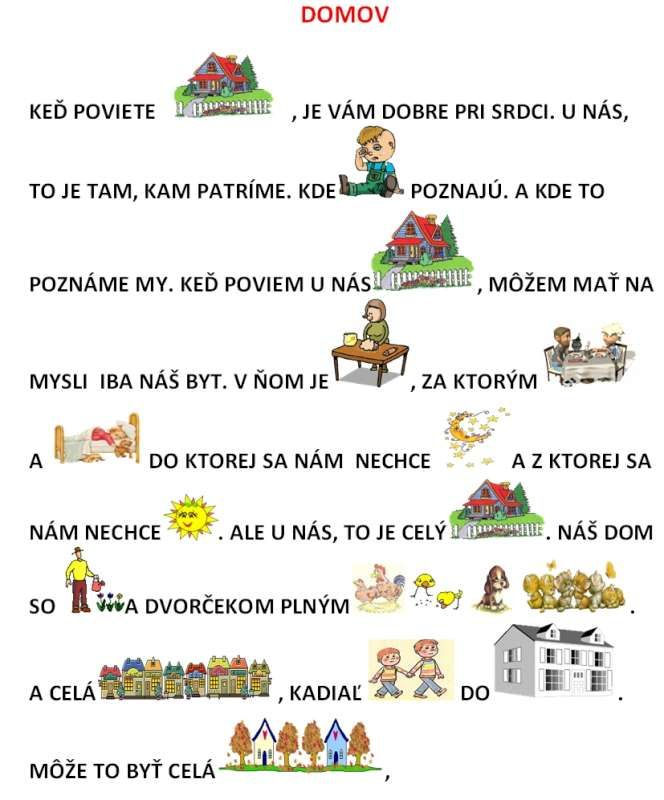 DOMOV
KEĎ POVIETE , JE VÁM DOBRE PRI SRDCI. U NÁS,
TO JE TAM, KAM PATRÍME. KDE POZNAJÚ. A KDE TO
POZNÁME MY. KEĎ POVIEM U NÁS , MÔŽEM MAŤ NA
MYSLI IBA NÁŠ BYT. V ŇOM JE , ZA KTORÝM
A DO KTOREJ SA NÁM NECHCE A Z KTOREJ SA
NÁM NECHCE . ALE U NÁS, TO JE CELÝ . NÁŠ DOM
SO A DVORČEKOM PLNÝM .
A CELÁ , KADIAĽ DO .
MÔŽE TO BYŤ CELÁ ,